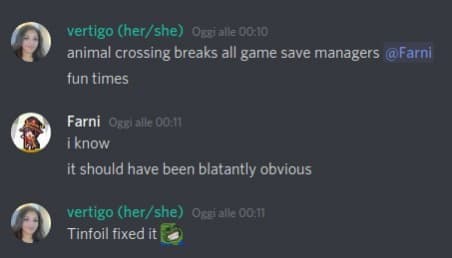 vertigo (her/she) Oggi alle 00:10
animal crossing breaks all game save managers @Farni
fun times
Farni Oggi alle 00:11
i know
it should have been blatantly obvious
vertigo (her/she) Oggi alle 00:11
Tinfoil fixed it